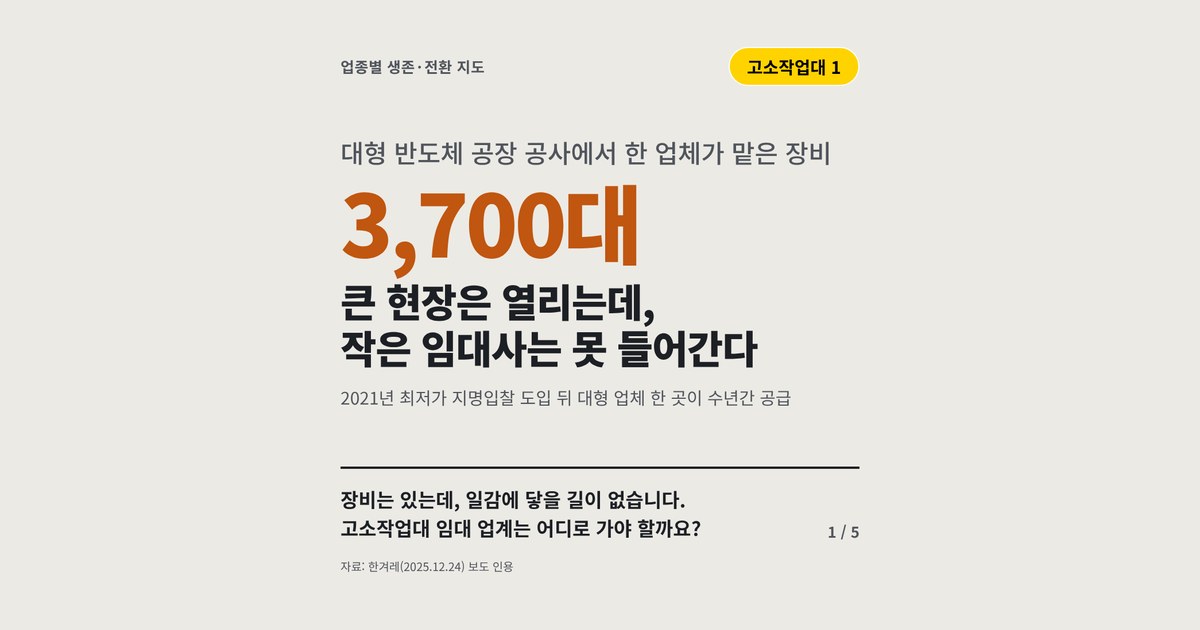 업종별 생존·전환 지도
고소작업대 1
대형 반도체 공장 공사에서 한 업체가 맡은 장비
3,700대
큰 현장은 열리는데,
작은 임대사는 못 들어간다
2021년 최저가 지명입찰 도입 뒤 대형 업체 한 곳이 수년간 공급
장비는 있는데, 일감에 닿을 길이 없습니다.
고소작업대 임대 업계는 어디로 가야 할까요?
1 / 5
자료: 한겨레(2025.12.24) 보도 인용